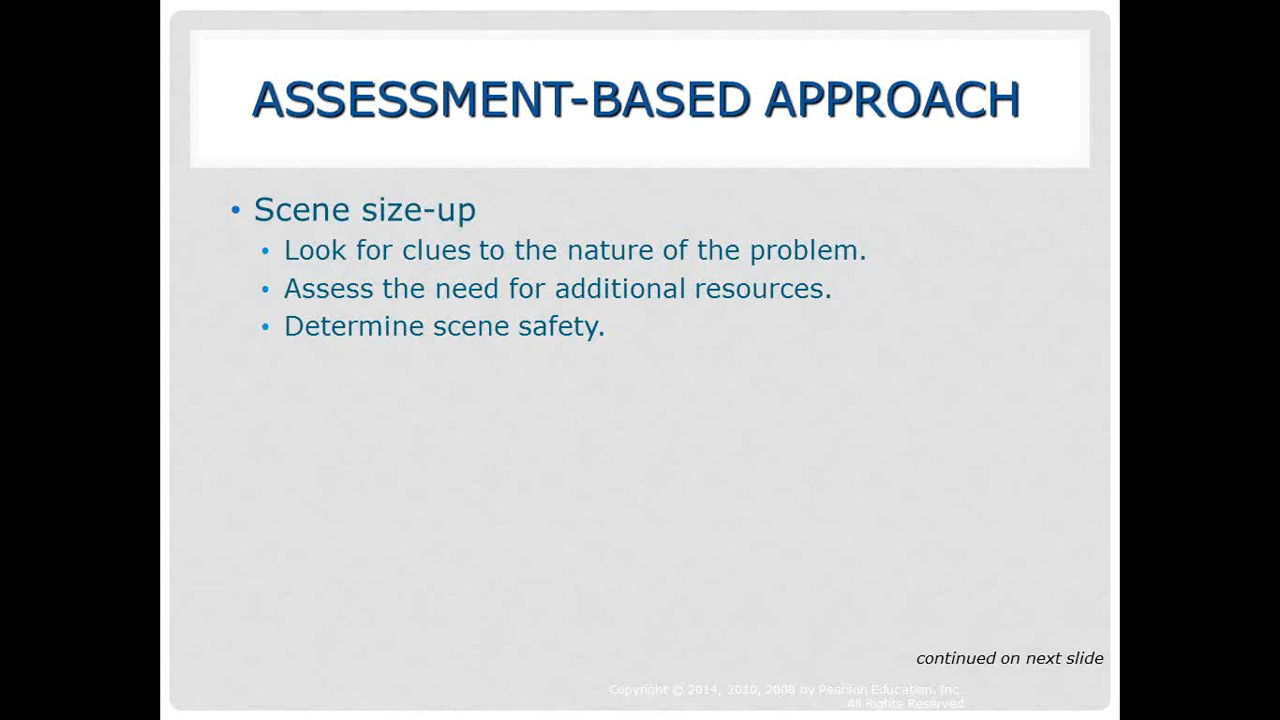 ASSESSMENT-BASED APPROACH
• Scene size-up
• Look for clues to the nature of the problem.
• Assess the need for additional resources.
• Determine scene safety.
continued on next slide
Copyright © 2014, 2010, 2008 by Pearson Education, Inc.
All Rights Reserved